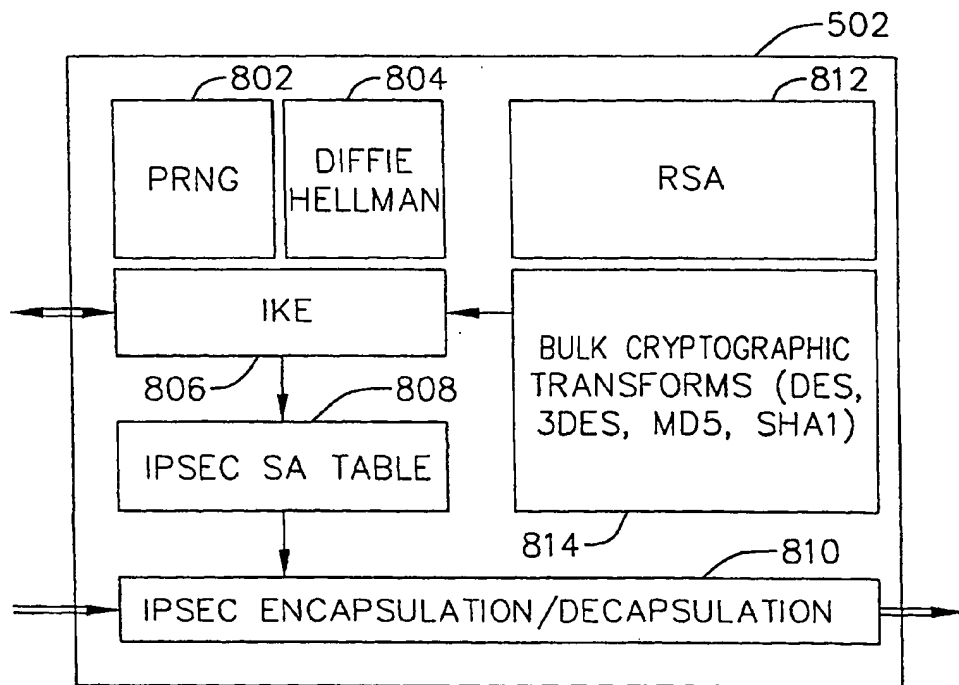 502
802
804
812
PRNG
DIFFIE
HELLMAN
RSA
IKE
BULK CRYPTOGRAPHIC
TRANSFORMS (DES,
3DES, MD5, SHA1)
806
808
IPSEC SA TABLE
814
810
IPSEC ENCAPSULATION/DECAPSULATION